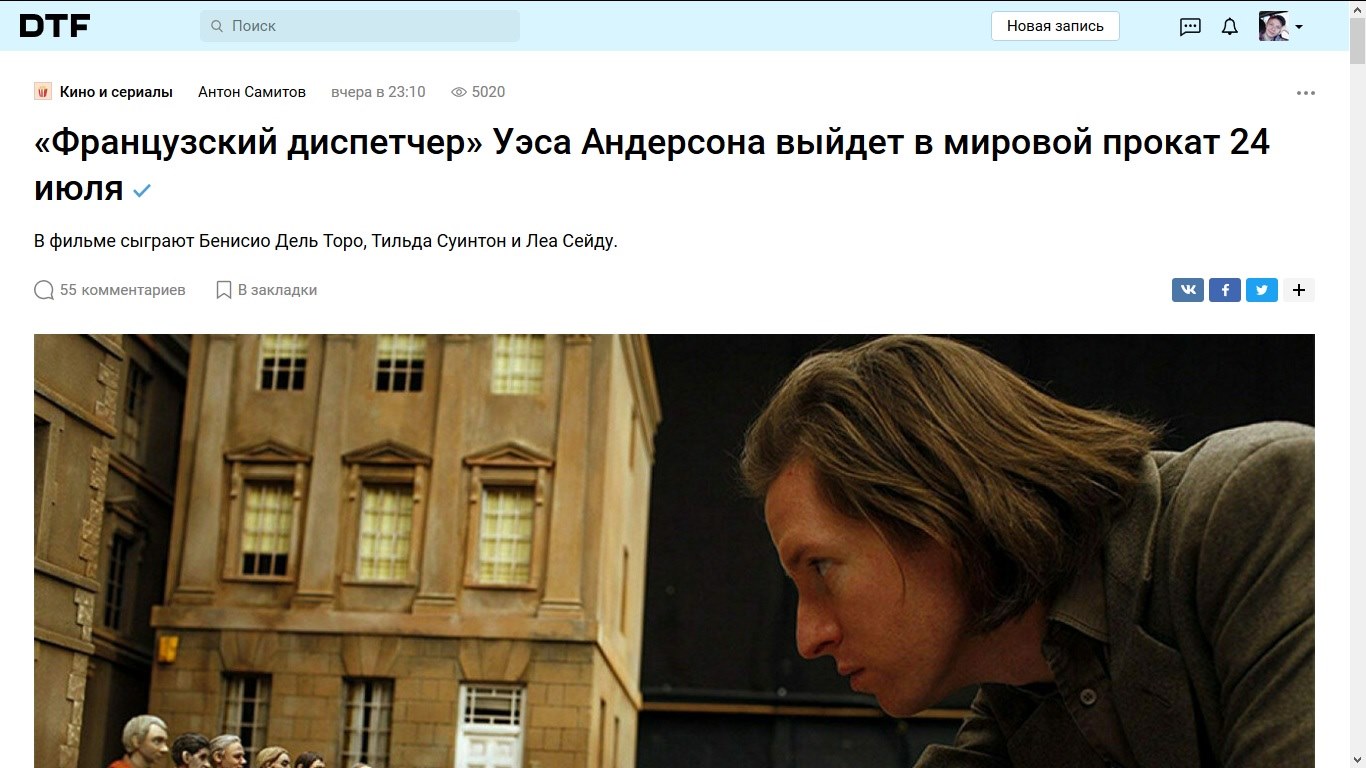 DTF
Поиск
Новая запись
Кино и сериалы Антон Самитов вчера в 23:10 5020
«Французский диспетчер» Уэса Андерсона выйдет в мировой прокат 24
июля
В фильме сыграют Бенисио Дель Торо, Тильда Суинтон и Леа Сейду.
55 комментариев В закладки